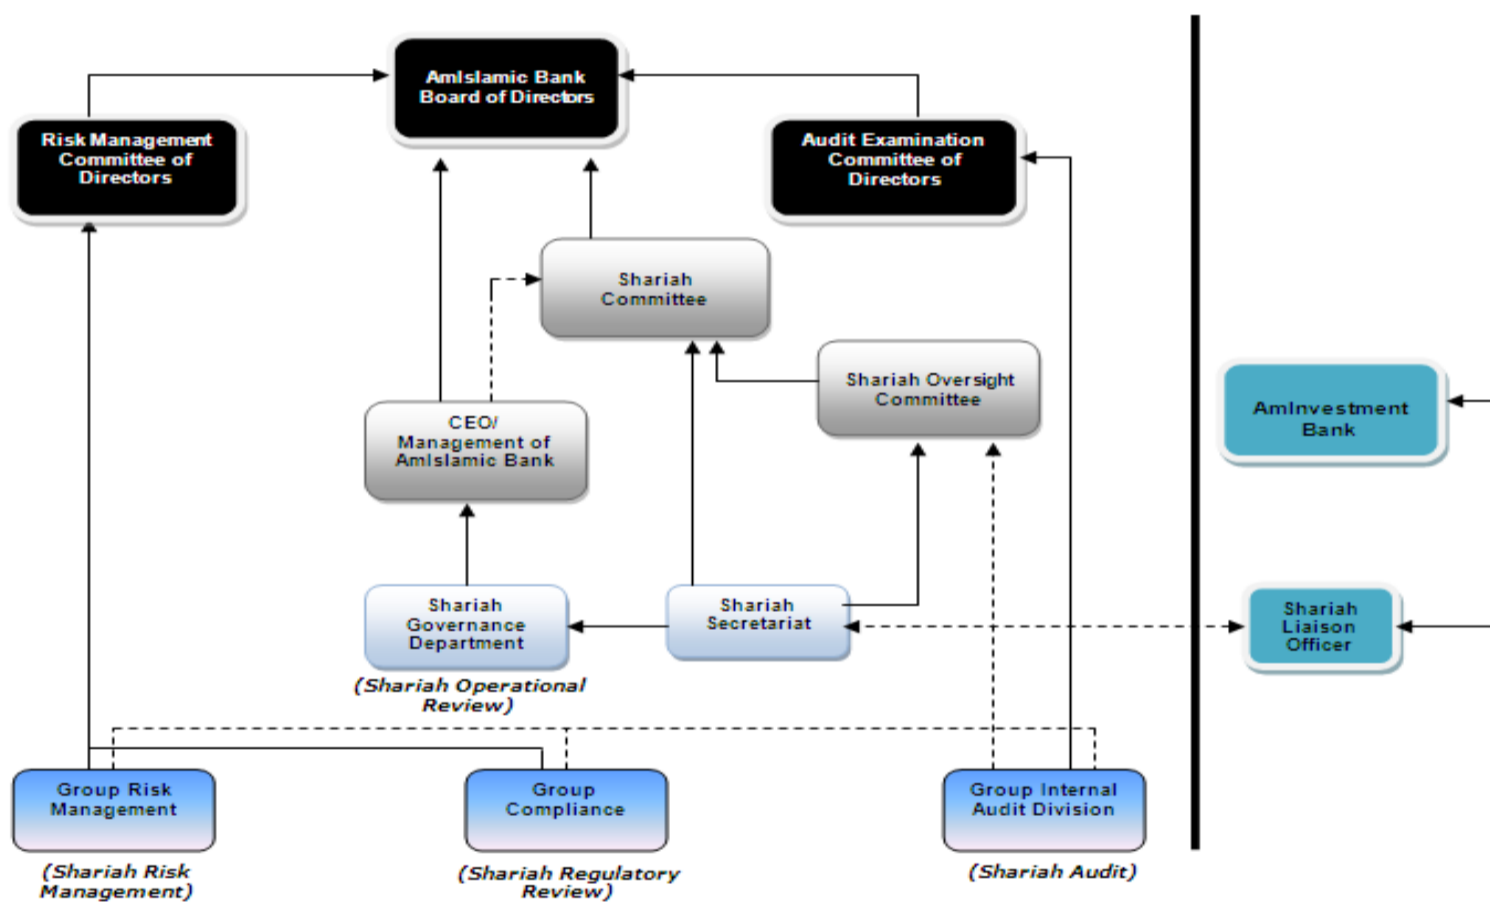 AmIslamic Bank
Board of Directors
Risk Management
Committee of
Directors
Audit Examination
Committee of
Directors
Shariah
Committee
Shariah Oversight
Committee
CEO/
Management of
AmIslamic Bank
AmInvestment
Bank
Shariah
Governance
Department
(Shariah Operational
Review)
Shariah
Secretariat
Shariah
Liaison
Officer
Group Risk
Management
(Shariah Risk
Management)
Group
Compliance
(Shariah Regulatory
Review)
Group Internal
Audit Division
(Shariah Audit)